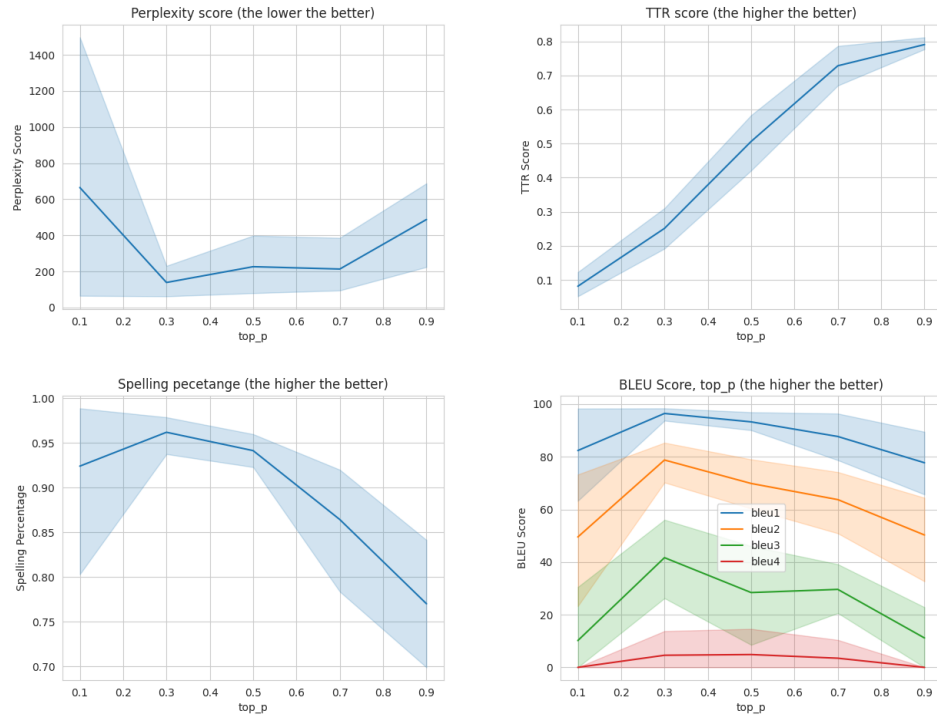 Perplexity score (the lower the better)
1400
1200
1000
800
600
400
200
0
Perplexity Score
0.1 0.2 0.3 0.4 0.5 0.6 0.7 0.8 0.9
top_p
TTR score (the higher the better)
0.8
0.7
0.6
0.5
0.4
0.3
0.2
0.1
TTR Score
0.1 0.2 0.3 0.4 0.5 0.6 0.7 0.8 0.9
top_p
Spelling pecetange (the higher the better)
1.00
0.95
0.90
0.85
0.80
0.75
0.70
Spelling Percentage
0.1 0.2 0.3 0.4 0.5 0.6 0.7 0.8 0.9
top_p
BLEU Score, top_p (the higher the better)
100
80
60
40
20
0
BLEU Score
bleu1
bleu2
bleu3
bleu4
0.1 0.2 0.3 0.4 0.5 0.6 0.7 0.8 0.9
top_p